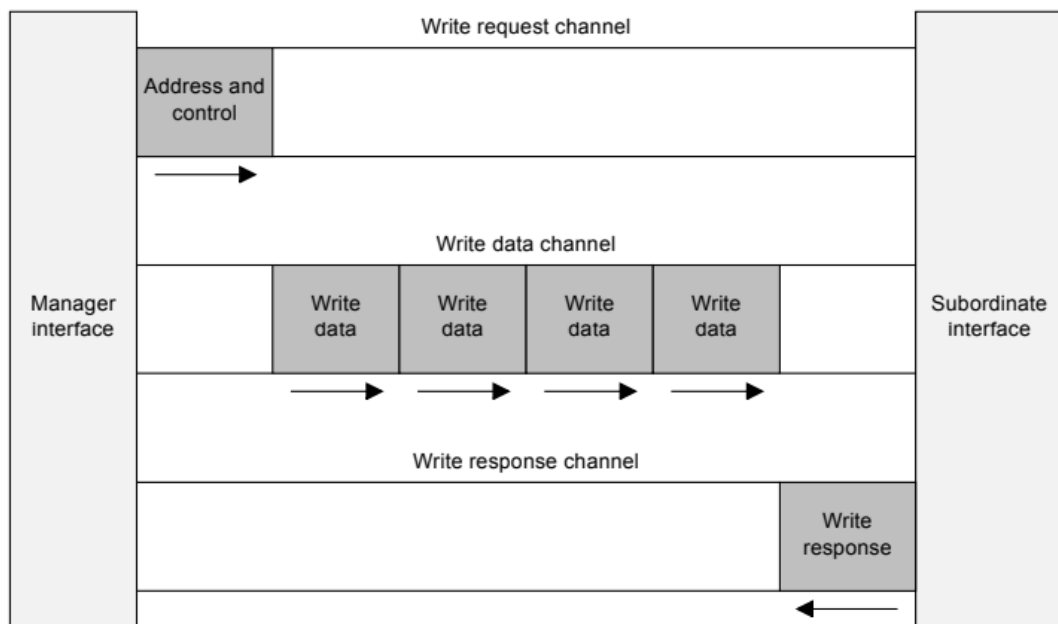 Write request channel
Address and
control
Write data channel
Manager
interface
Write
data
Write
data
Write
data
Write
data
Subordinate
interface
Write response channel
Write
response